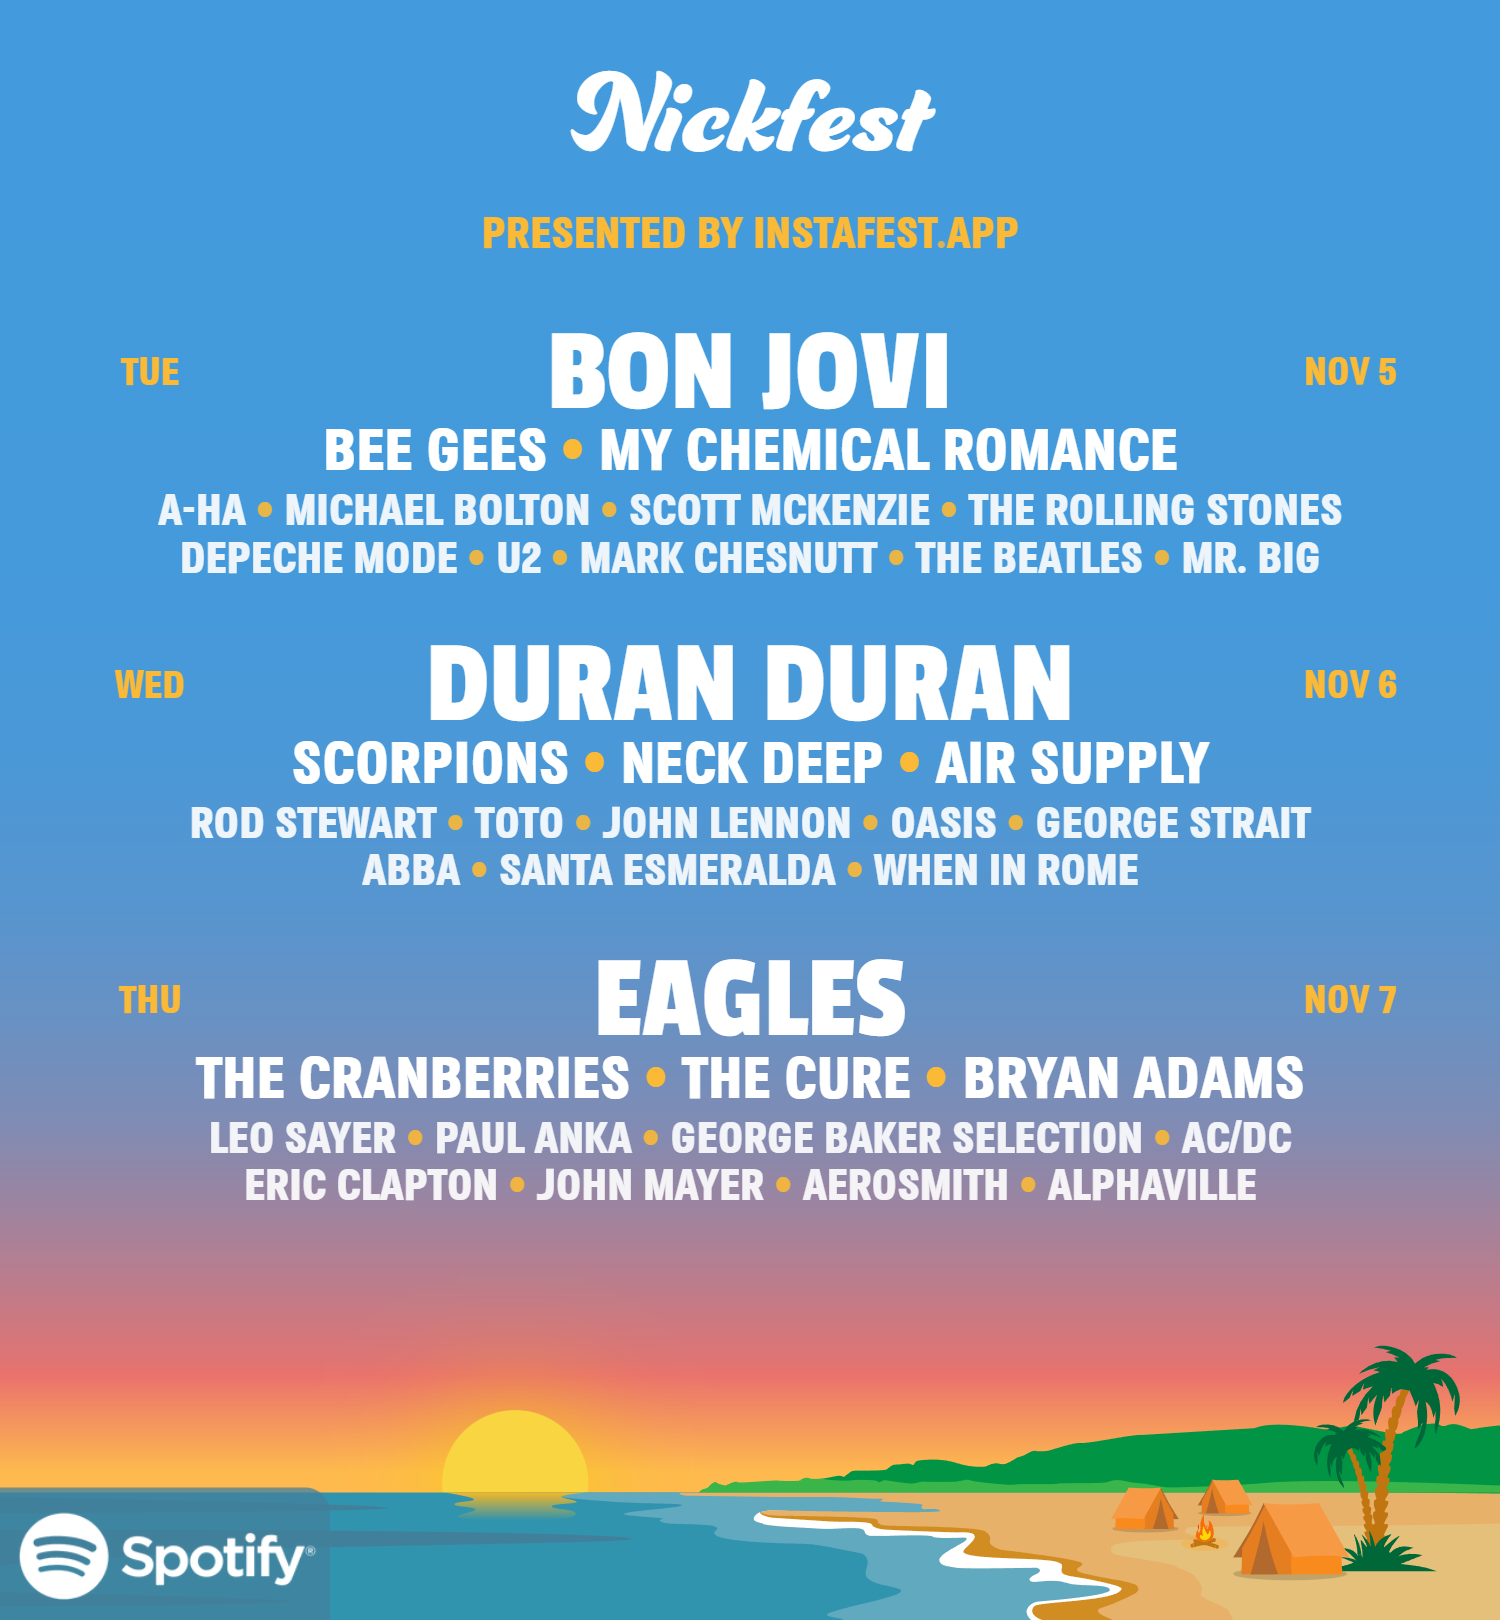 Nickfest
PRESENTED BY INSTAFEST.APP
TUE
BON JOVI
NOV 5
BEE GEES • MY CHEMICAL ROMANCE
A-HA • MICHAEL BOLTON • SCOTT MCKENZIE • THE ROLLING STONES
DEPECHE MODE • U2 • MARK CHESNUTT • THE BEATLES • MR. BIG
WED
DURAN DURAN
NOV 6
SCORPIONS • NECK DEEP • AIR SUPPLY
ROD STEWART • TOTO • JOHN LENNON • OASIS • GEORGE STRAIT
ABBA • SANTA ESMERALDA • WHEN IN ROME
THU
EAGLES
NOV 7
THE CRANBERRIES • THE CURE • BRYAN ADAMS
LEO SAYER • PAUL ANKA • GEORGE BAKER SELECTION • AC/DC
ERIC CLAPTON • JOHN MAYER • AEROSMITH • ALPHAVILLE
Spotify®